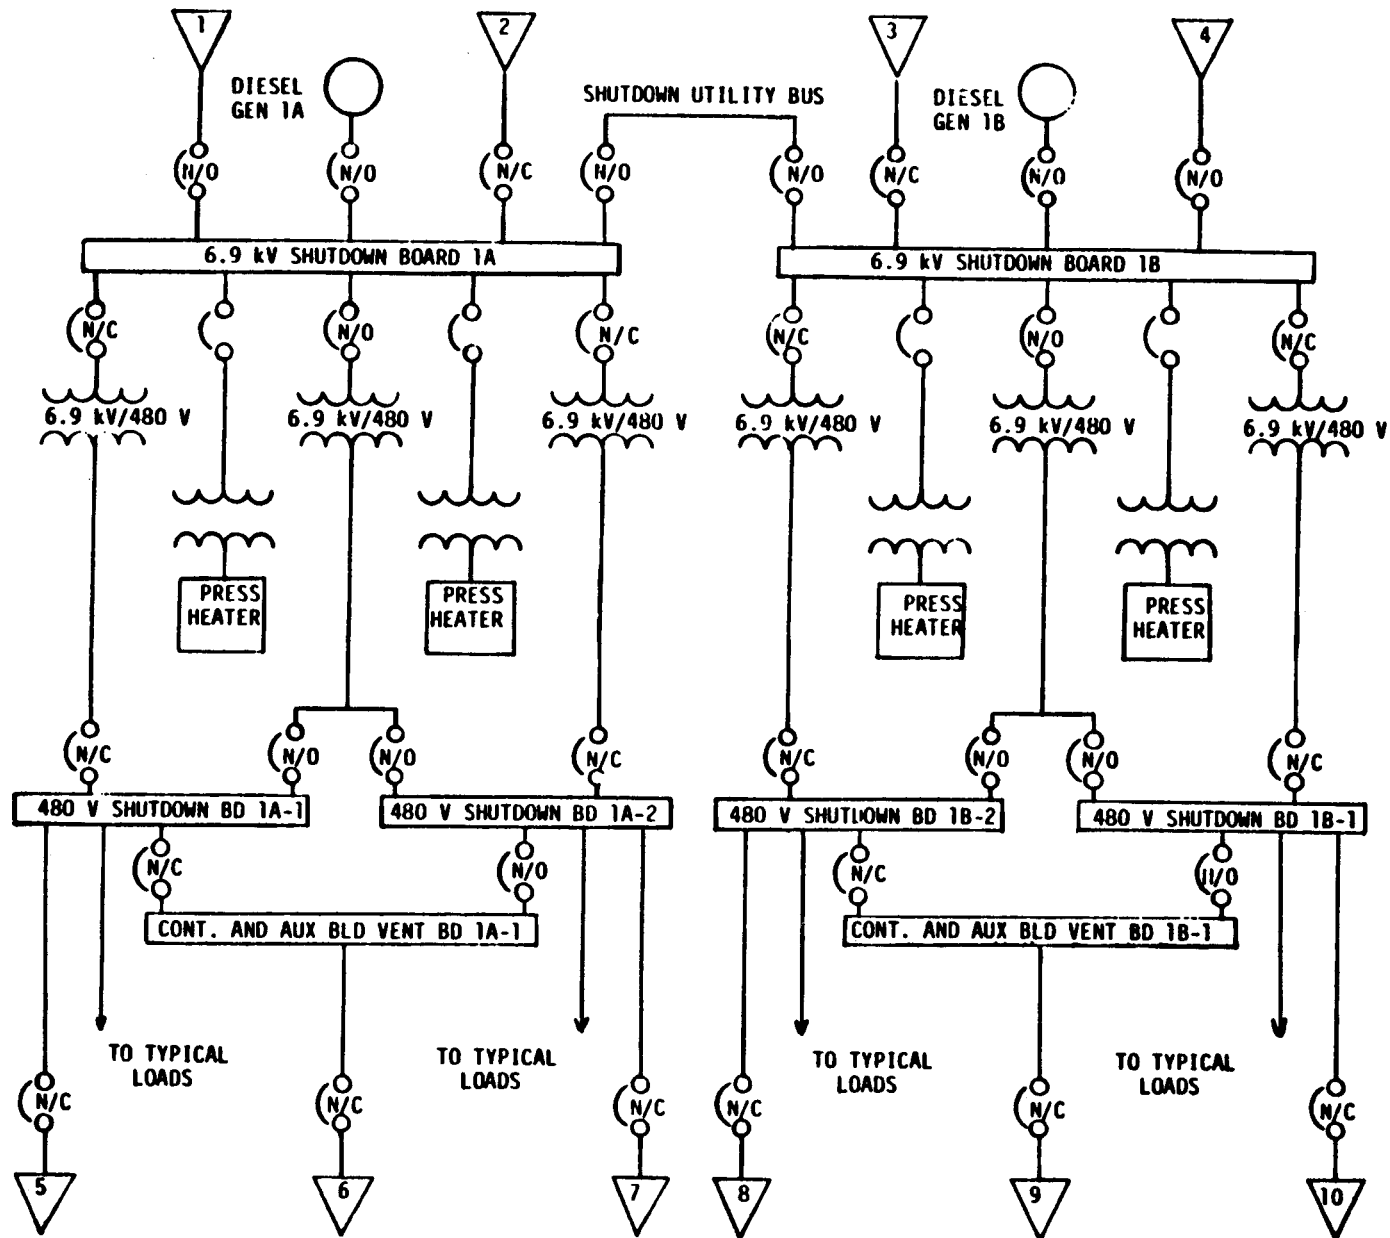 1
2
3
4
DIESEL
GEN 1A
SHUTDOWN UTILITY BUS
DIESEL
GEN 1B
N/O
N/O
N/C
N/O
N/O
N/C
N/O
N/O
6.9 kV SHUTDOWN BOARD 1A
6.9 kV SHUTDOWN BOARD 1B
N/C
N/O
N/C
N/C
N/O
N/C
6.9 kV/480 V
6.9 kV/480 V
6.9 kV/480 V
6.9 kV/480 V
6.9 kV/480 V
6.9 kV/480 V
PRESS
HEATER
PRESS
HEATER
PRESS
HEATER
PRESS
HEATER
N/C
N/O
N/O
N/C
N/C
N/O
N/O
N/C
480 V SHUTDOWN BD 1A-1
480 V SHUTDOWN BD 1A-2
480 V SHUTDOWN BD 1B-2
480 V SHUTDOWN BD 1B-1
N/C
N/O
N/C
N/O
CONT. AND AUX BLD VENT BD 1A-1
CONT. AND AUX BLD VENT BD 1B-1
TO TYPICAL
LOADS
TO TYPICAL
LOADS
TO TYPICAL
LOADS
TO TYPICAL
LOADS
N/C
N/C
N/C
N/C
N/C
N/C
5
6
7
8
9
10